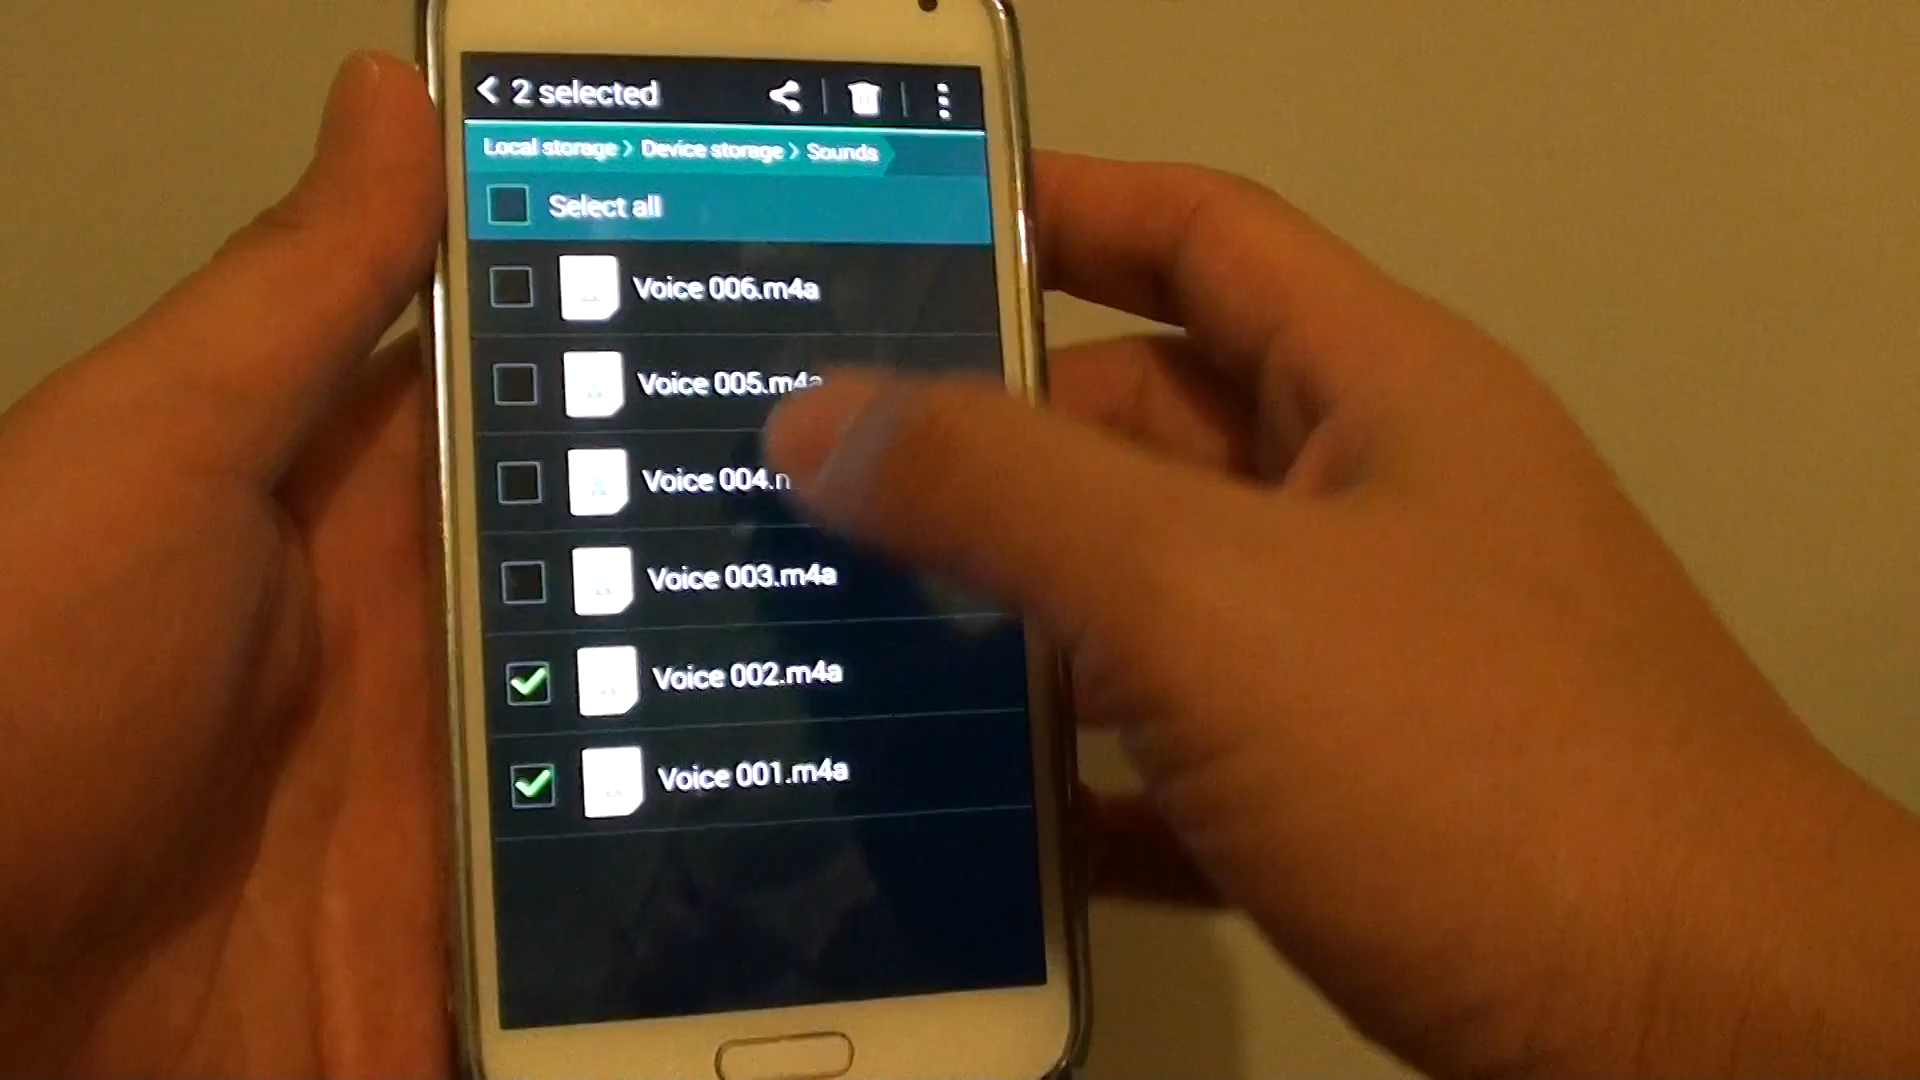 2 selected
Local storage > Device storage > Sounds
Select all
Voice 006.m4a
Voice 005.m4a
Voice 004.
Voice 003.m4a
Voice 002.m4a
Voice 001.m4a